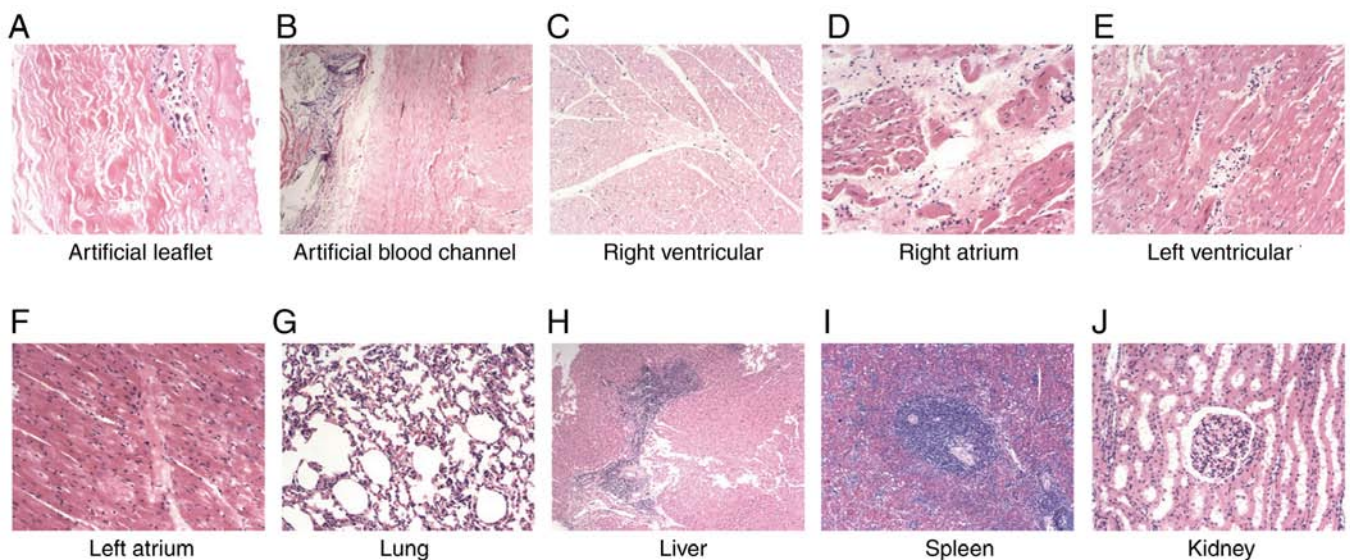 A B C D E
Artificial leaflet Artificial blood channel Right ventricular Right atrium Left ventricular
F G H I J
Left atrium Lung Liver Spleen Kidney